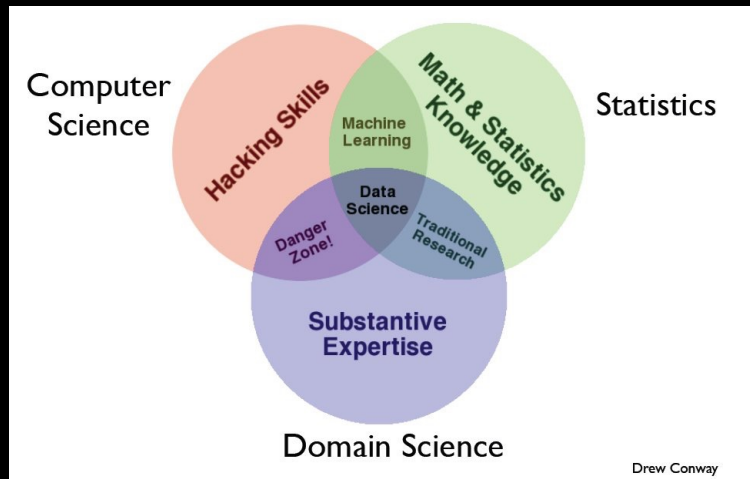 Computer
Science
Hacking Skills
Machine
Learning
Math & Statistics
Knowledge
Statistics
Data
Science
Danger
Zone!
Traditional
Research
Substantive
Expertise
Domain Science
Drew Conway